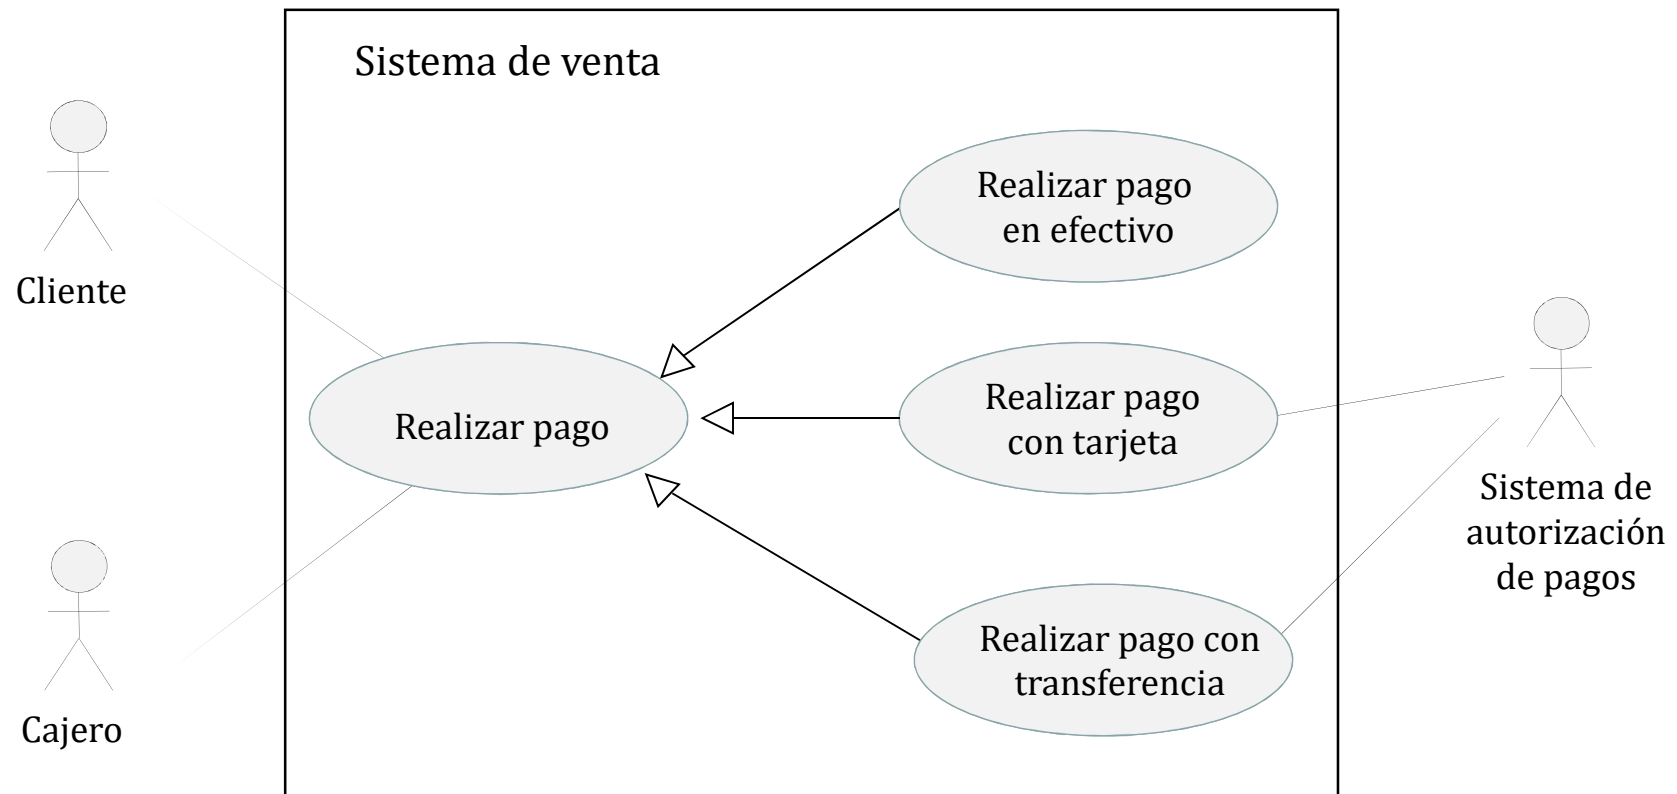 Sistema de venta
Realizar pago
en efectivo
Cliente
Realizar pago
Realizar pago
con tarjeta
Sistema de
autorización
de pagos
Realizar pago con
transferencia
Cajero